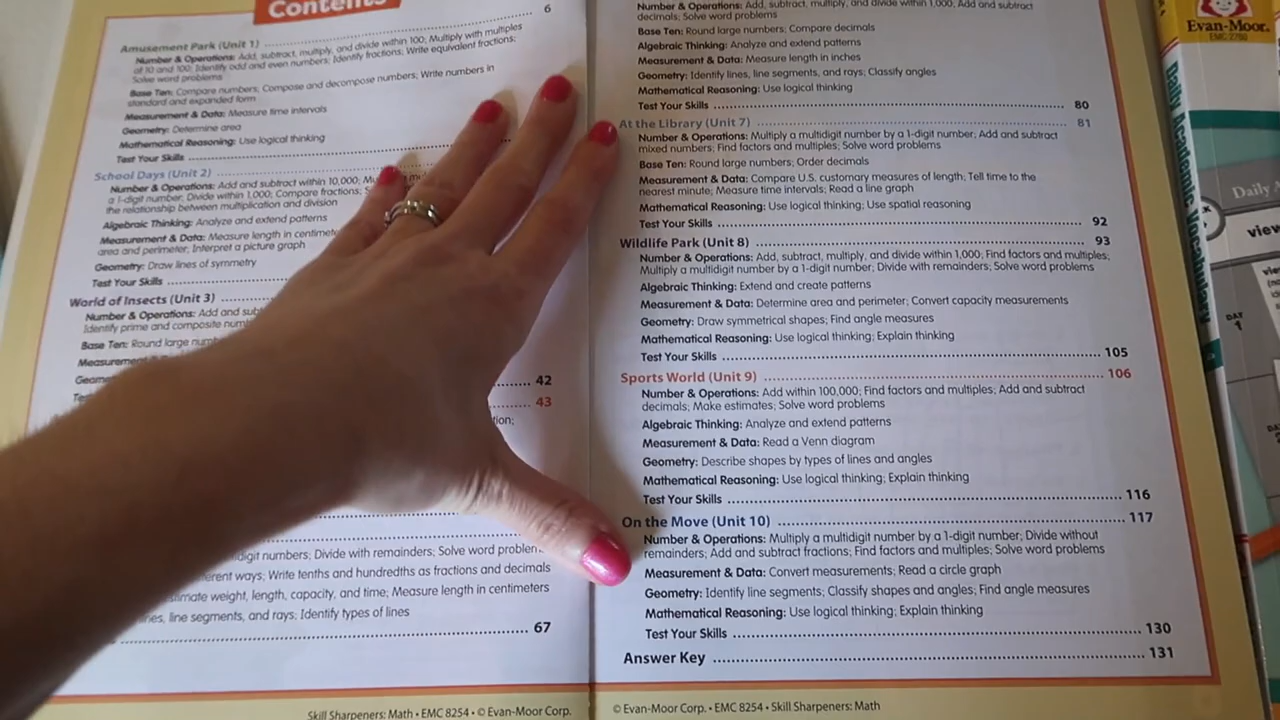 Contents
6
Amusement Park (Unit 1)
Number & Operations: Add, subtract, multiply, and divide within 100; Multiply with multiples
of 10 and 100; Identify odd and even numbers; Identify fractions; Write equivalent fractions;
Solve word problems
Base Ten: Compare numbers; Compose and decompose numbers; Write numbers in
standard and expanded form
Measurement & Data: Measure time intervals
Geometry: Determine area
Mathematical Reasoning: Use logical thinking
Test Your Skills
School Days (Unit 2)
Number & Operations: Add and subtract within 10,000;
a 1-digit number; Divide within 1,000; Compare fractions;
the relationship between multiplication and division
Algebraic Thinking: Analyze and extend patterns
Measurement & Data: Measure length in
area and perimeter; Interpret a picture graph
Geometry: Draw lines of symmetry
Test Your Skills
World of Insects (Unit 3)
Number & Operations: Add and
Identify prime and composite
Base Ten: Round large
Measurement
42
43
numbers; Divide with remainders; Solve word
ways; Write tenths and hundredths as fractions and decimals
weight, length, capacity, and time; Measure length in centimeters
line segments, and rays; Identify types of lines
67
Skill Sharpeners: Math • EMC 8254 • © Evan-Moor Corp.
Number & Operations: Add, subtract, multiply, and divide within 1,000; Add and subtract
decimals; Solve word problems
Base Ten: Round large numbers; Compare decimals
Algebraic Thinking: Analyze and extend patterns
Measurement & Data: Measure length in inches
Geometry: Identify lines, line segments, and rays; Classify angles
Mathematical Reasoning: Use logical thinking
Test Your Skills 80
At the Library (Unit 7) 81
Number & Operations: Multiply a multidigit number by a 1-digit number; Add and subtract
mixed numbers; Find factors and multiples; Solve word problems
Base Ten: Round large numbers; Order decimals
Measurement & Data: Compare U.S. customary measures of length; Tell time to the
nearest minute; Measure time intervals; Read a line graph
Mathematical Reasoning: Use logical thinking; Use spatial reasoning
Test Your Skills 92
Wildlife Park (Unit 8) 93
Number & Operations: Add, subtract, multiply, and divide within 1,000; Find factors and multiples;
Multiply a multidigit number by a 1-digit number; Divide with remainders; Solve word problems
Algebraic Thinking: Extend and create patterns
Measurement & Data: Determine area and perimeter; Convert capacity measurements
Geometry: Draw symmetrical shapes; Find angle measures
Mathematical Reasoning: Use logical thinking; Explain thinking
Test Your Skills 105
Sports World (Unit 9) 106
Number & Operations: Add within 100,000; Find factors and multiples; Add and subtract
decimals; Make estimates; Solve word problems
Algebraic Thinking: Analyze and extend patterns
Measurement & Data: Read a Venn diagram
Geometry: Describe shapes by types of lines and angles
Mathematical Reasoning: Use logical thinking; Explain thinking
Test Your Skills 116
On the Move (Unit 10) 117
Number & Operations: Multiply a multidigit number by a 1-digit number; Divide without
remainders; Add and subtract fractions; Find factors and multiples; Solve word problems
Measurement & Data: Convert measurements; Read a circle graph
Geometry: Identify line segments; Classify shapes and angles; Find angle measures
Mathematical Reasoning: Use logical thinking; Explain thinking
Test Your Skills 130
Answer Key 131
© Evan-Moor Corp. • EMC 8254 • Skill Sharpeners: Math
Evan-Moor
Daily Academic Vocabulary
Daily
DAY
1